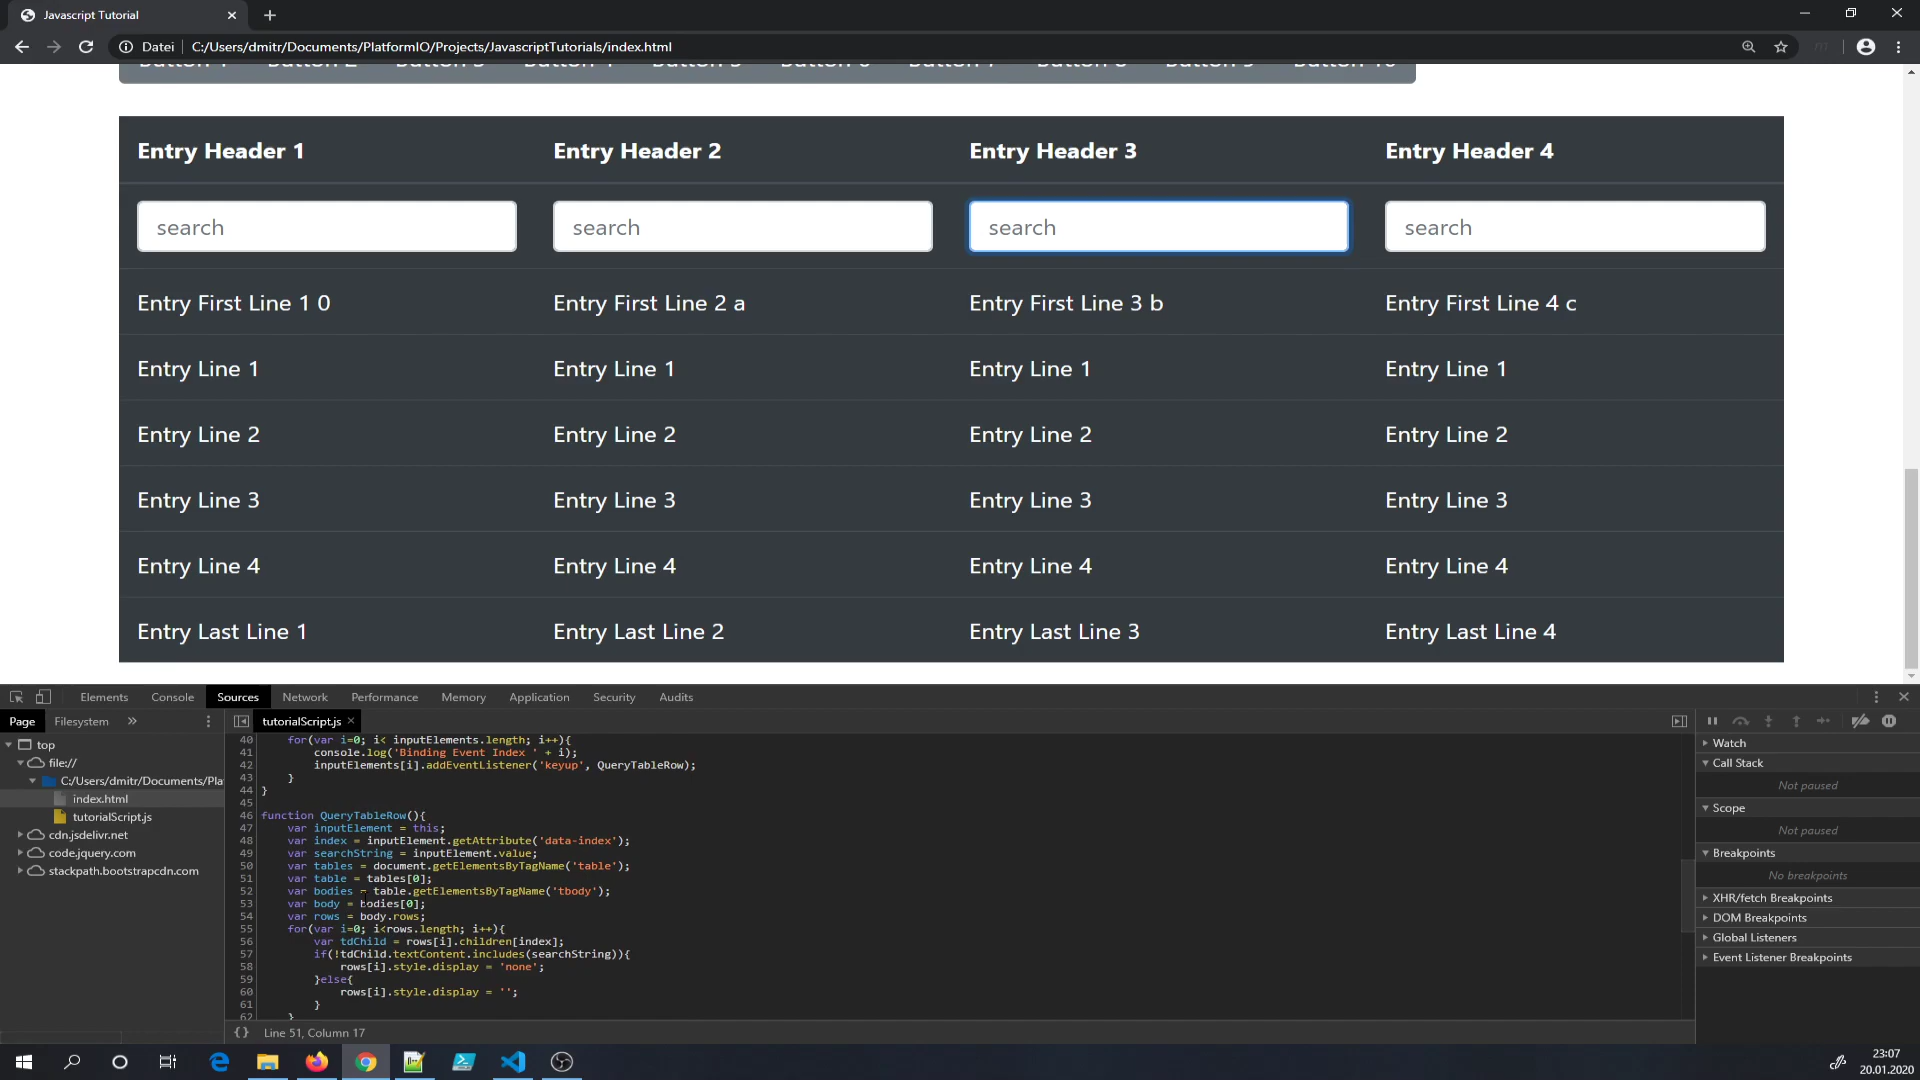 Javascript Tutorial
Datei C:/Users/dmitr/Documents/PlatformIO/Projects/JavascriptTutorials/index.html
Entry Header 1 Entry Header 2 Entry Header 3 Entry Header 4
search search search search
Entry First Line 1 0 Entry First Line 2 a Entry First Line 3 b Entry First Line 4 c
Entry Line 1 Entry Line 1 Entry Line 1 Entry Line 1
Entry Line 2 Entry Line 2 Entry Line 2 Entry Line 2
Entry Line 3 Entry Line 3 Entry Line 3 Entry Line 3
Entry Line 4 Entry Line 4 Entry Line 4 Entry Line 4
Entry Last Line 1 Entry Last Line 2 Entry Last Line 3 Entry Last Line 4
Elements Console Sources Network Performance Memory Application Security Audits
Page Filesystem » tutorialScript.js
top
file://
C:/Users/dmitr/Documents/Pla
index.html
tutorialScript.js
cdn.jsdelivr.net
code.jquery.com
stackpath.bootstrapcdn.com
40 for(var i=0; i< inputElements.length; i++){
41 console.log('Binding Event Index ' + i);
42 inputElements[i].addEventListener('keyup', QueryTableRow);
43 }
44 }
45
46 function QueryTableRow(){
47 var inputElement = this;
48 var index = inputElement.getAttribute('data-index');
49 var searchString = inputElement.value;
50 var tables = document.getElementsByTagName('table');
51 var table = tables[0];
52 var bodies = table.getElementsByTagName('tbody');
53 var body = bodies[0];
54 var rows = body.rows;
55 for(var i=0; i<rows.length; i++){
56 var tdChild = rows[i].children[index];
57 if(!tdChild.textContent.includes(searchString)){
58 rows[i].style.display = 'none';
59 }else{
60 rows[i].style.display = '';
61 }
62 }
{} Line 51, Column 17
Watch
Call Stack
Not paused
Scope
Not paused
Breakpoints
No breakpoints
XHR/fetch Breakpoints
DOM Breakpoints
Global Listeners
Event Listener Breakpoints
23:07
20.01.2020